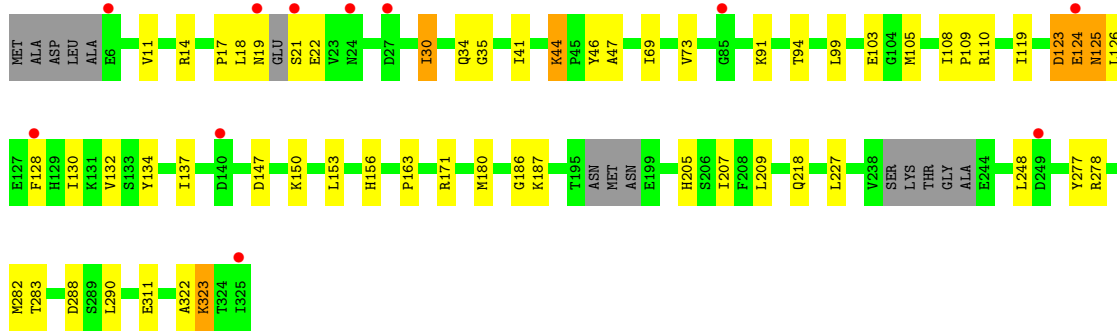 MET ALA ASP LEU ALA E6 V11 R14 P17 L18 N19 GLU S21 E22 V23 N24 D27 I30 Q34 G35 I41 K44 P45 Y46 A47 I69 V73 G85 K91 T94 L99 E103 G104 M105 I108 P109 R110 I119 D123 E124 N125 L126
E127 F128 H129 I130 K131 V132 S133 Y134 I137 D140 D147 K150 L153 H156 P163 R171 M180 G186 K187 T195 ASN MET ASN E199 H205 S206 I207 F208 L209 Q218 L227 V238 SER LYS THR GLY ALA E244 L248 D249 Y277 R278
M282 T283 D288 S289 L290 E311 A322 K323 T324 I325